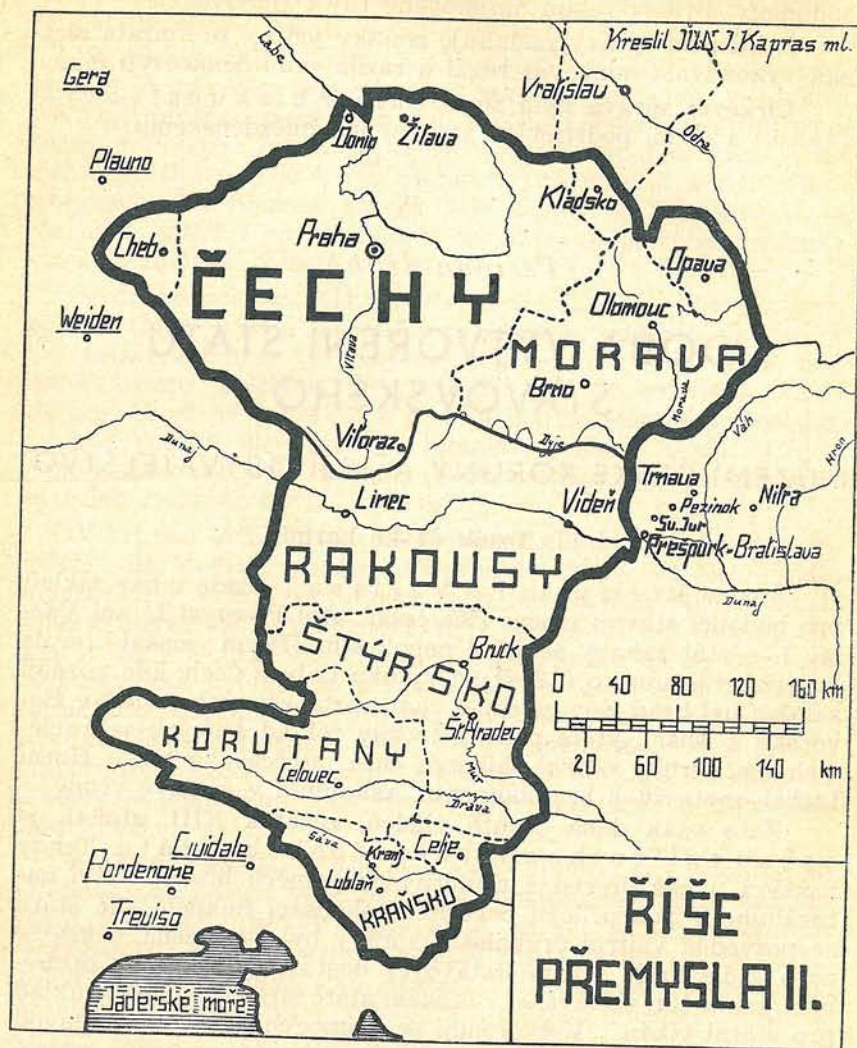 Kreslil JUDr J. Kapras ml.
Labe
Gera
Vratislav
Donín
Žitava
Odra
Plauno
Kladsko
Cheb
Praha
Opava
ČECHY
Olomouc
Weiden
MORAVA
Vltava
Brno
Morava
Váh
Hron
Dunaj
Vitoraz
Dyje
Trnava
Linec
Videň
Pezinok
Nitra
Sv. Jur
Prešpurk-Bratislava
RAKOUSY
Dunaj
ŠTÝRSKO
Bruck
0 40 80 120 160 km
Št. Hradec
KORUTANY
Mur
20 60 100 140 km
Celovec
Dráva
Sáva
Cividale
Kranj
Celje
Pordenone
Lublaň
KRAŇSKO
Treviso
ŘÍŠE
PŘEMYSLA II.
Jaderské moře